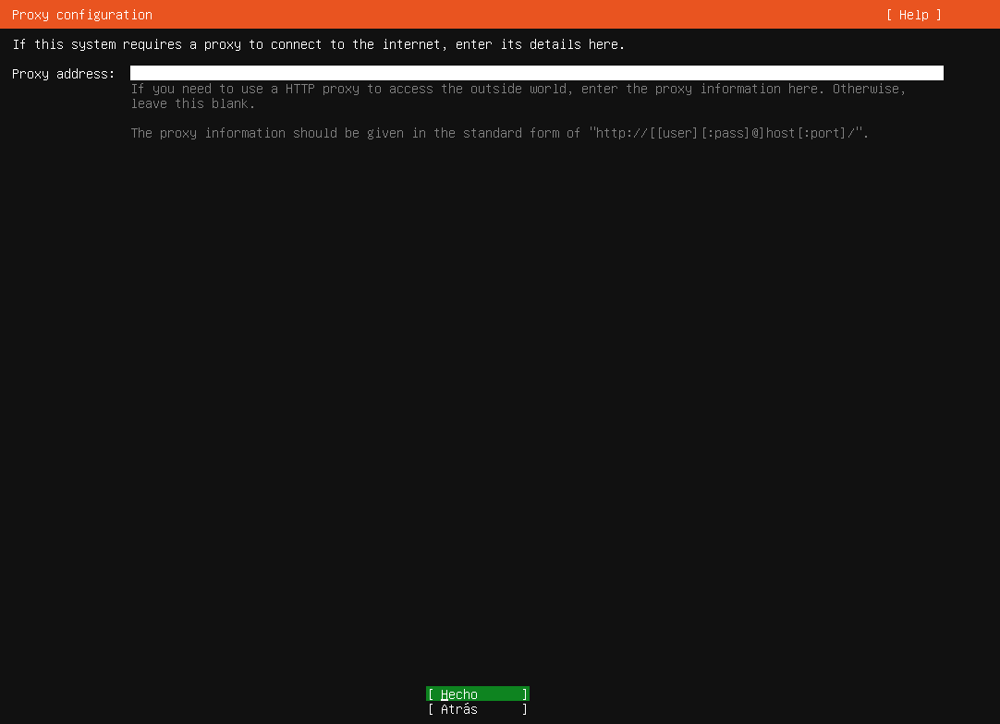 Proxy configuration [ Help ]
If this system requires a proxy to connect to the internet, enter its details here.
Proxy address:
If you need to use a HTTP proxy to access the outside world, enter the proxy information here. Otherwise,
leave this blank.
The proxy information should be given in the standard form of "http://[[user][:pass]@]host[:port]/".
[ Hecho ]
[ Atrás ]